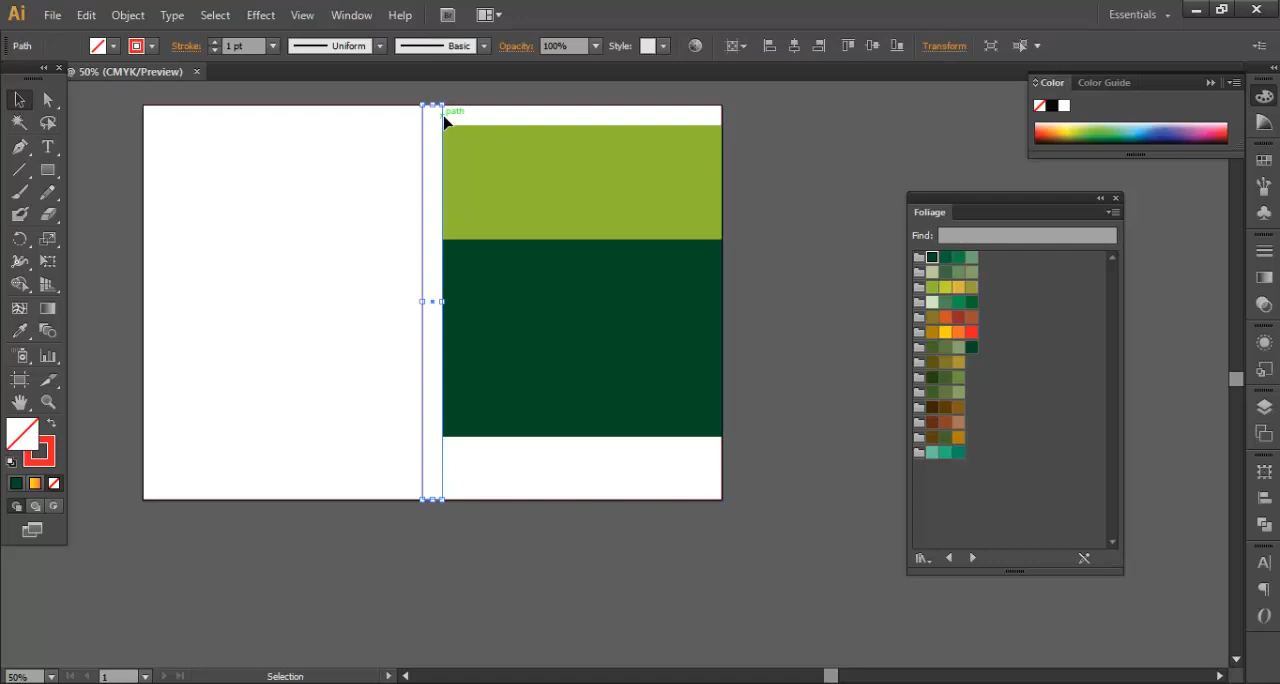 Ai File Edit Object Type Select Effect View Window Help Br Essentials
Path Stroke: 1 pt Uniform Basic Opacity: 100% Style: Transform
@ 50% (CMYK/Preview) ×
Color Color Guide
path
Foliage
Find:
50% 1 Selection